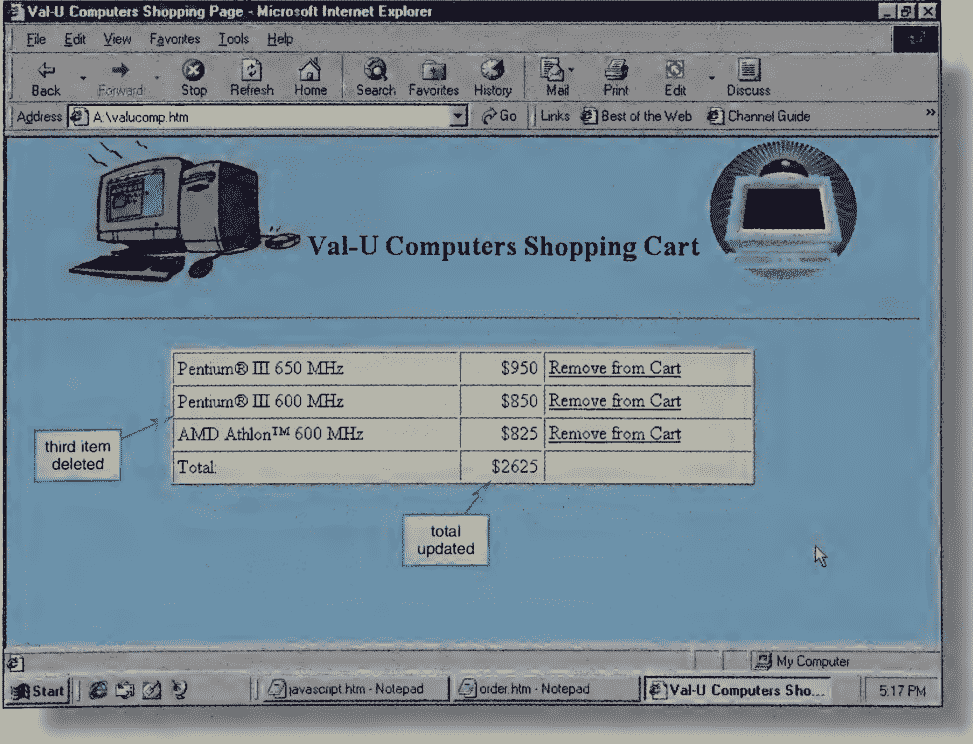 Val-U Computers Shopping Page - Microsoft Internet Explorer
File Edit View Favorites Tools Help
Back Forward Stop Refresh Home Search Favorites History Mail Print Edit Discuss
Address A:\valucomp.htm Go Links Best of the Web Channel Guide »
Val-U Computers Shopping Cart
Pentium® III 650 MHz $950 Remove from Cart
Pentium® III 600 MHz $850 Remove from Cart
AMD Athlon™ 600 MHz $825 Remove from Cart
Total: $2625
third item
deleted
total
updated
My Computer
Start javascript.htm - Notepad order.htm - Notepad Val-U Computers Sho... 5:17 PM